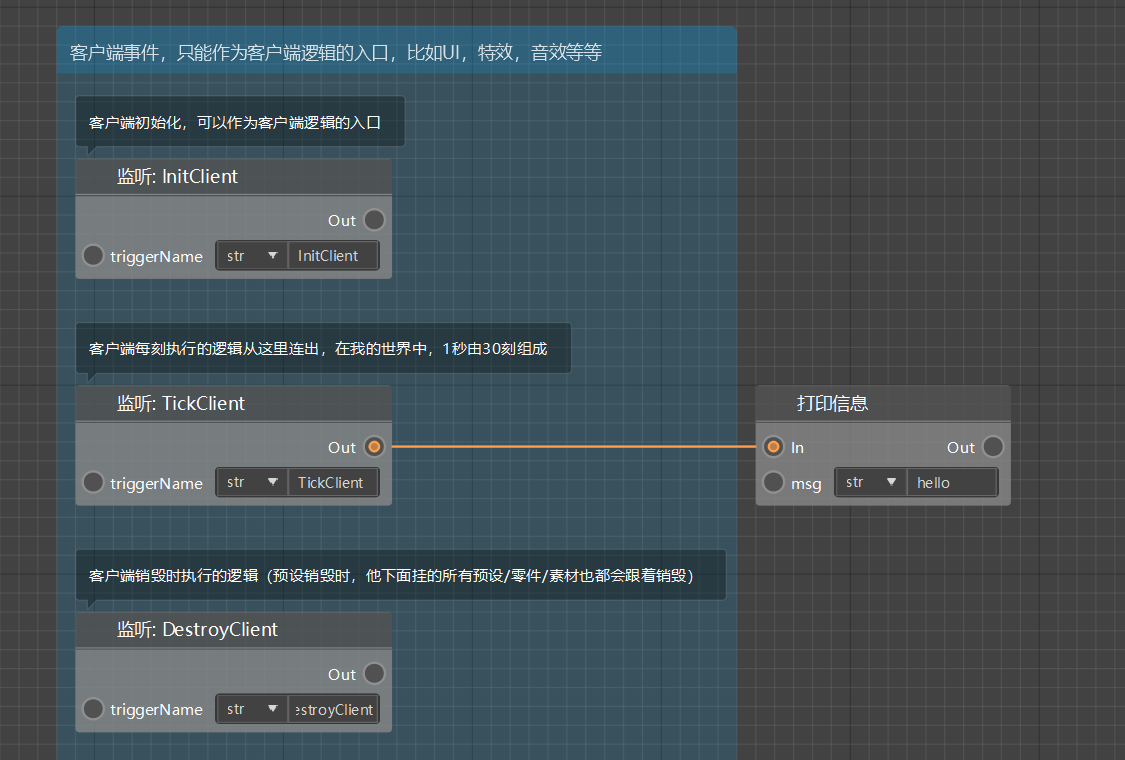 客户端事件，只能作为客户端逻辑的入口，比如UI，特效，音效等等
客户端初始化，可以作为客户端逻辑的入口
监听: InitClient
Out
triggerName str InitClient
客户端每刻执行的逻辑从这里连出，在我的世界中，1秒由30刻组成
监听: TickClient
打印信息
Out
In Out
triggerName str TickClient
msg str hello
客户端销毁时执行的逻辑（预设销毁时，他下面挂的所有预设/零件/素材也都会跟着销毁）
监听: DestroyClient
Out
triggerName str estroyClient